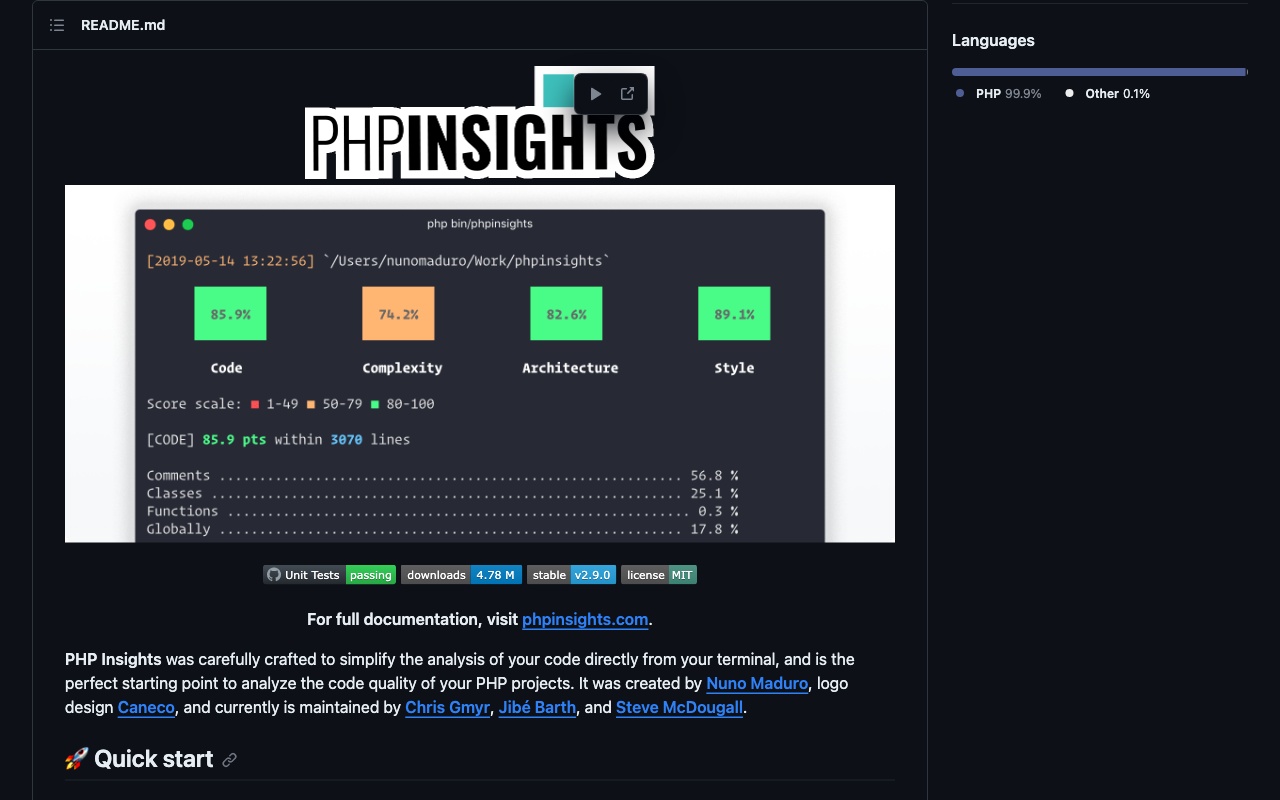 README.md
PHPINSIGHTS
php bin/phpinsights
[2019-05-14 13:22:56] `/Users/nunomaduro/Work/phpinsights`
85.9% 74.2% 82.6% 89.1%
Code Complexity Architecture Style
Score scale: 1-49 50-79 80-100
[CODE] 85.9 pts within 3070 lines
Comments .......................................................... 56.8 %
Classes ........................................................... 25.1 %
Functions .......................................................... 0.3 %
Globally .......................................................... 17.8 %
Unit Tests passing downloads 4.78 M stable v2.9.0 license MIT
For full documentation, visit phpinsights.com.
PHP Insights was carefully crafted to simplify the analysis of your code directly from your terminal, and is the
perfect starting point to analyze the code quality of your PHP projects. It was created by Nuno Maduro, logo
design Caneco, and currently is maintained by Chris Gmyr, Jibé Barth, and Steve McDougall.
🚀 Quick start
Languages
PHP 99.9% Other 0.1%